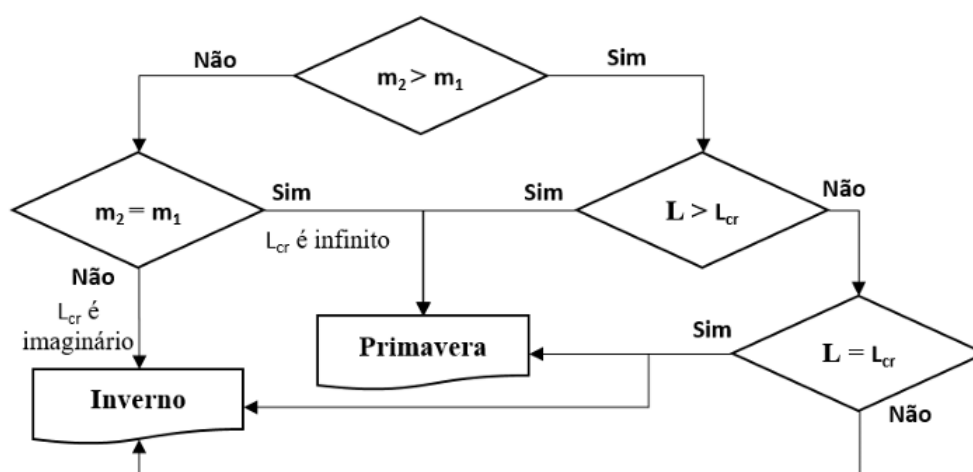 Não
m₂ > m₁
Sim
m₂ = m₁
Sim
Sim
L > L_cr
Não
L_cr é infinito
Não
L_cr é
imaginário
Primavera
Sim
L = L_cr
Inverno
Não